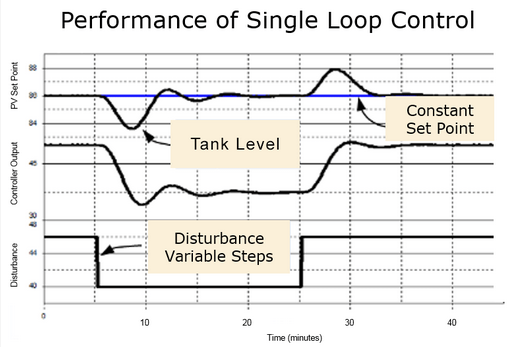 Performance of Single Loop Control
PV Set Point
88
86
84
Constant
Set Point
Tank Level
Controller Output
45
30
Disturbance
48
44
40
Disturbance
Variable Steps
0
10
20
30
40
Time (minutes)